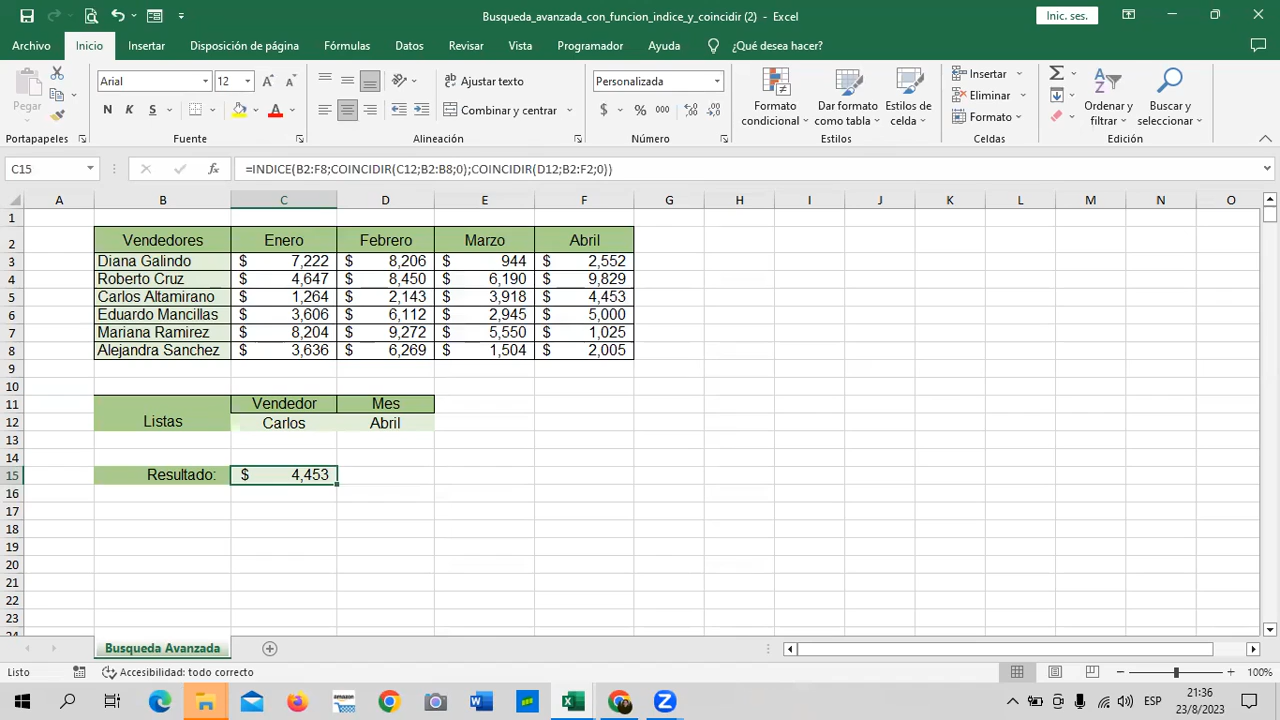 Busqueda_avanzada_con_funcion_indice_y_coincidir (2) - Excel
Inic. ses.
Archivo Inicio Insertar Disposición de página Fórmulas Datos Revisar Vista Programador Ayuda ¿Qué desea hacer?
Pegar
Arial 12
Ajustar texto
Personalizada
N K S
Combinar y centrar
$ % 000
Formato condicional
Dar formato como tabla
Estilos de celda
Insertar
Eliminar
Formato
Ordenar y filtrar
Buscar y seleccionar
Portapapeles Fuente Alineación Número Estilos Celdas Edición
C15 fx =INDICE(B2:F8;COINCIDIR(C12;B2:B8;0);COINCIDIR(D12;B2:F2;0))
A B C D E F G H I J K L M N O
1
2 Vendedores Enero Febrero Marzo Abril
3 Diana Galindo $ 7,222 $ 8,206 $ 944 $ 2,552
4 Roberto Cruz $ 4,647 $ 8,450 $ 6,190 $ 9,829
5 Carlos Altamirano $ 1,264 $ 2,143 $ 3,918 $ 4,453
6 Eduardo Mancillas $ 3,606 $ 6,112 $ 2,945 $ 5,000
7 Mariana Ramirez $ 8,204 $ 9,272 $ 5,550 $ 1,025
8 Alejandra Sanchez $ 3,636 $ 6,269 $ 1,504 $ 2,005
9
10
11 Vendedor Mes
12 Listas Carlos Abril
13
14
15 Resultado: $ 4,453
16
17
18
19
20
21
22
23
24
Busqueda Avanzada
Listo Accesibilidad: todo correcto 100%
ESP
21:36
23/8/2023